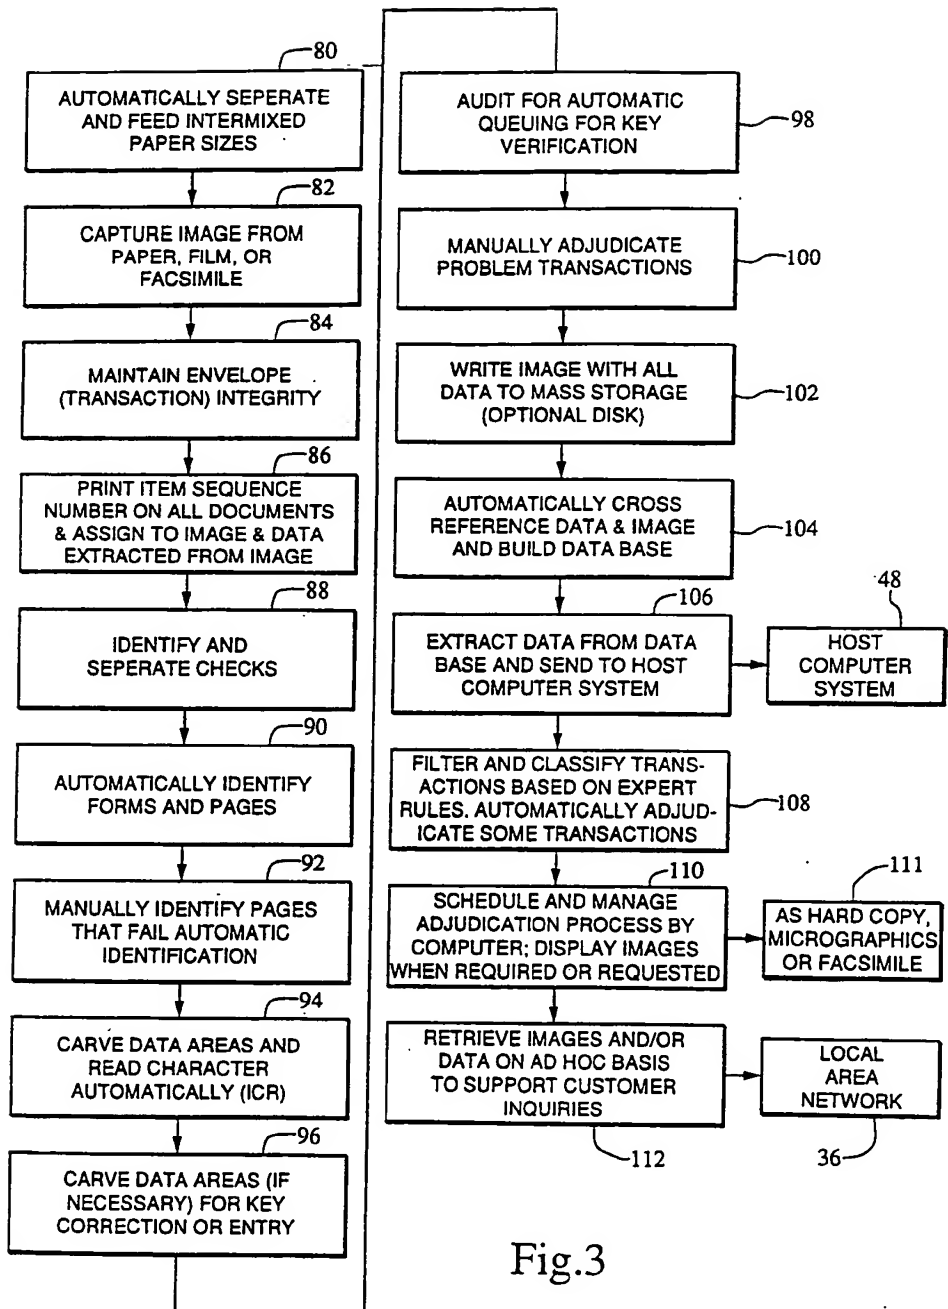 80
AUTOMATICALLY SEPERATE
AND FEED INTERMIXED
PAPER SIZES
82
CAPTURE IMAGE FROM
PAPER, FILM, OR
FACSIMILE
84
MAINTAIN ENVELOPE
(TRANSACTION) INTEGRITY
86
PRINT ITEM SEQUENCE
NUMBER ON ALL DOCUMENTS
& ASSIGN TO IMAGE & DATA
EXTRACTED FROM IMAGE
88
IDENTIFY AND
SEPERATE CHECKS
90
AUTOMATICALLY IDENTIFY
FORMS AND PAGES
92
MANUALLY IDENTIFY PAGES
THAT FAIL AUTOMATIC
IDENTIFICATION
94
CARVE DATA AREAS AND
READ CHARACTER
AUTOMATICALLY (ICR)
96
CARVE DATA AREAS (IF
NECESSARY) FOR KEY
CORRECTION OR ENTRY
AUDIT FOR AUTOMATIC
QUEUING FOR KEY
VERIFICATION
98
MANUALLY ADJUDICATE
PROBLEM TRANSACTIONS
100
WRITE IMAGE WITH ALL
DATA TO MASS STORAGE
(OPTIONAL DISK)
102
AUTOMATICALLY CROSS
REFERENCE DATA & IMAGE
AND BUILD DATA BASE
104
106
EXTRACT DATA FROM DATA
BASE AND SEND TO HOST
COMPUTER SYSTEM
48
HOST
COMPUTER
SYSTEM
FILTER AND CLASSIFY TRANS-
ACTIONS BASED ON EXPERT
RULES. AUTOMATICALLY ADJUD-
ICATE SOME TRANSACTIONS
108
110
SCHEDULE AND MANAGE
ADJUDICATION PROCESS BY
COMPUTER; DISPLAY IMAGES
WHEN REQUIRED OR REQUESTED
111
AS HARD COPY,
MICROGRAPHICS
OR FACSIMILE
RETRIEVE IMAGES AND/OR
DATA ON AD HOC BASIS
TO SUPPORT CUSTOMER
INQUIRIES
112
LOCAL
AREA
NETWORK
36
Fig.3